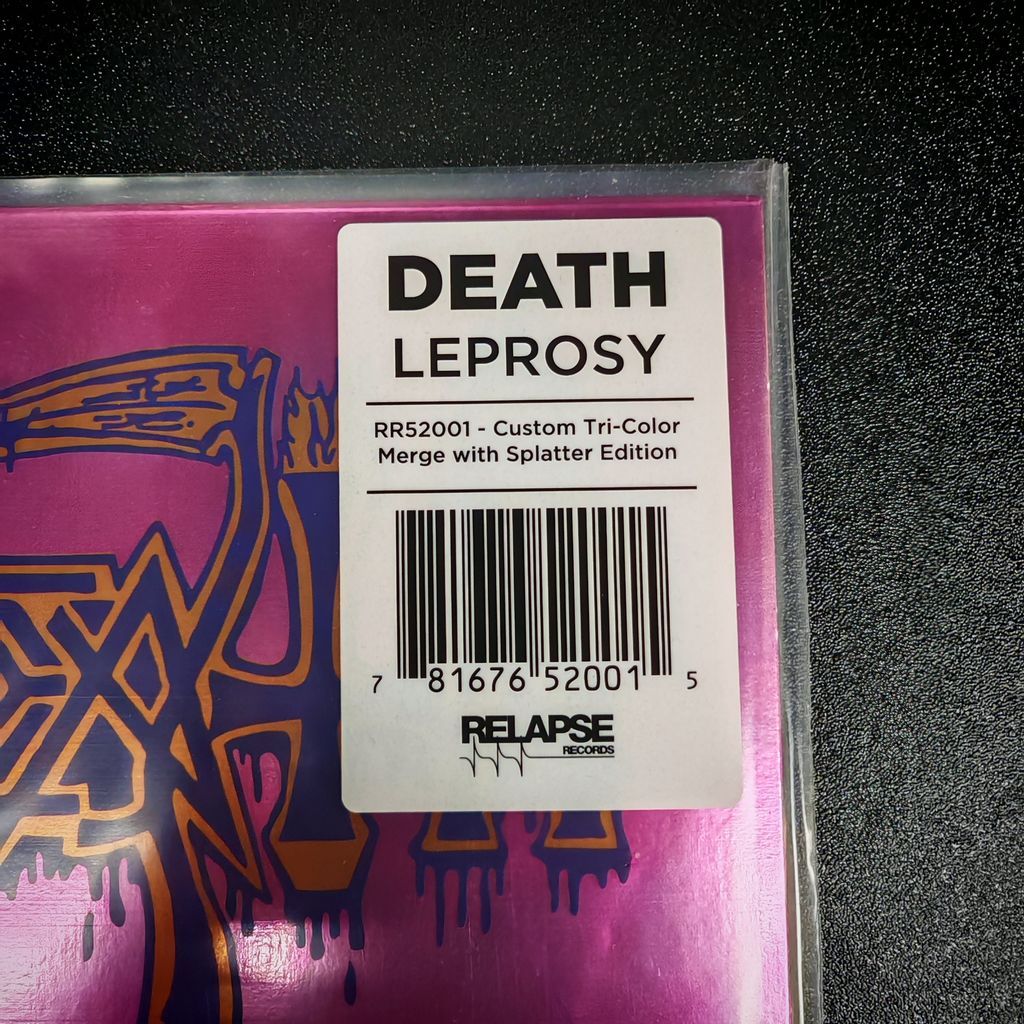 DEATH
LEPROSY
RR52001 - Custom Tri-Color
Merge with Splatter Edition
7 81676 52001 5
RELAPSE
RECORDS